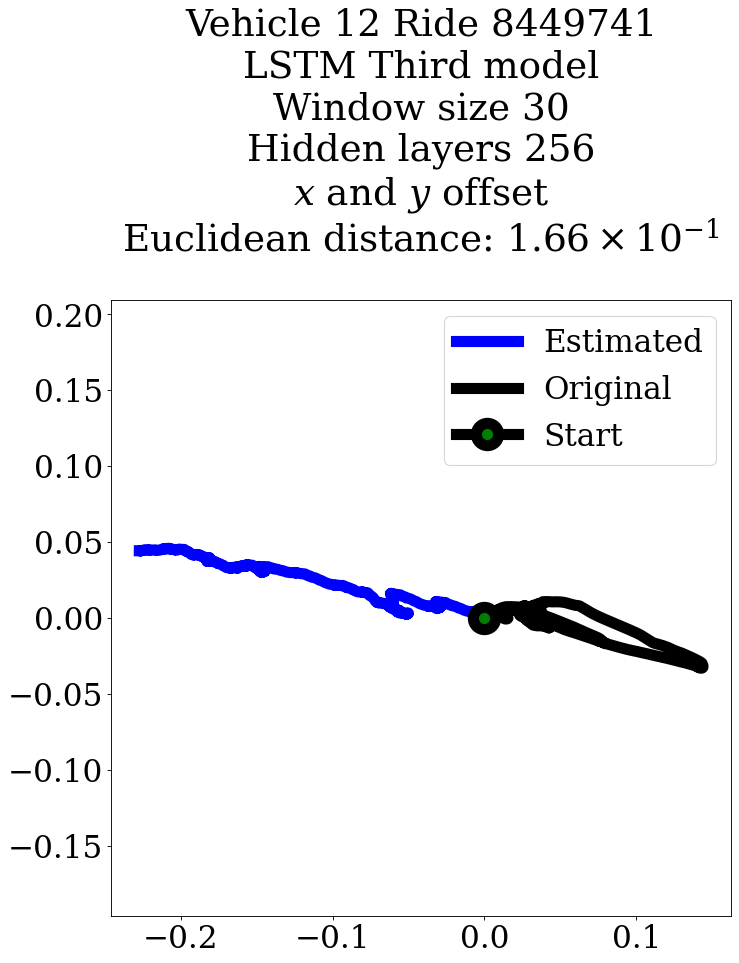 Vehicle 12 Ride 8449741
LSTM Third model
Window size 30
Hidden layers 256
x and y offset
Euclidean distance: 1.66 × 10⁻¹
Estimated
Original
Start
0.20
0.15
0.10
0.05
0.00
−0.05
−0.10
−0.15
−0.2 −0.1 0.0 0.1